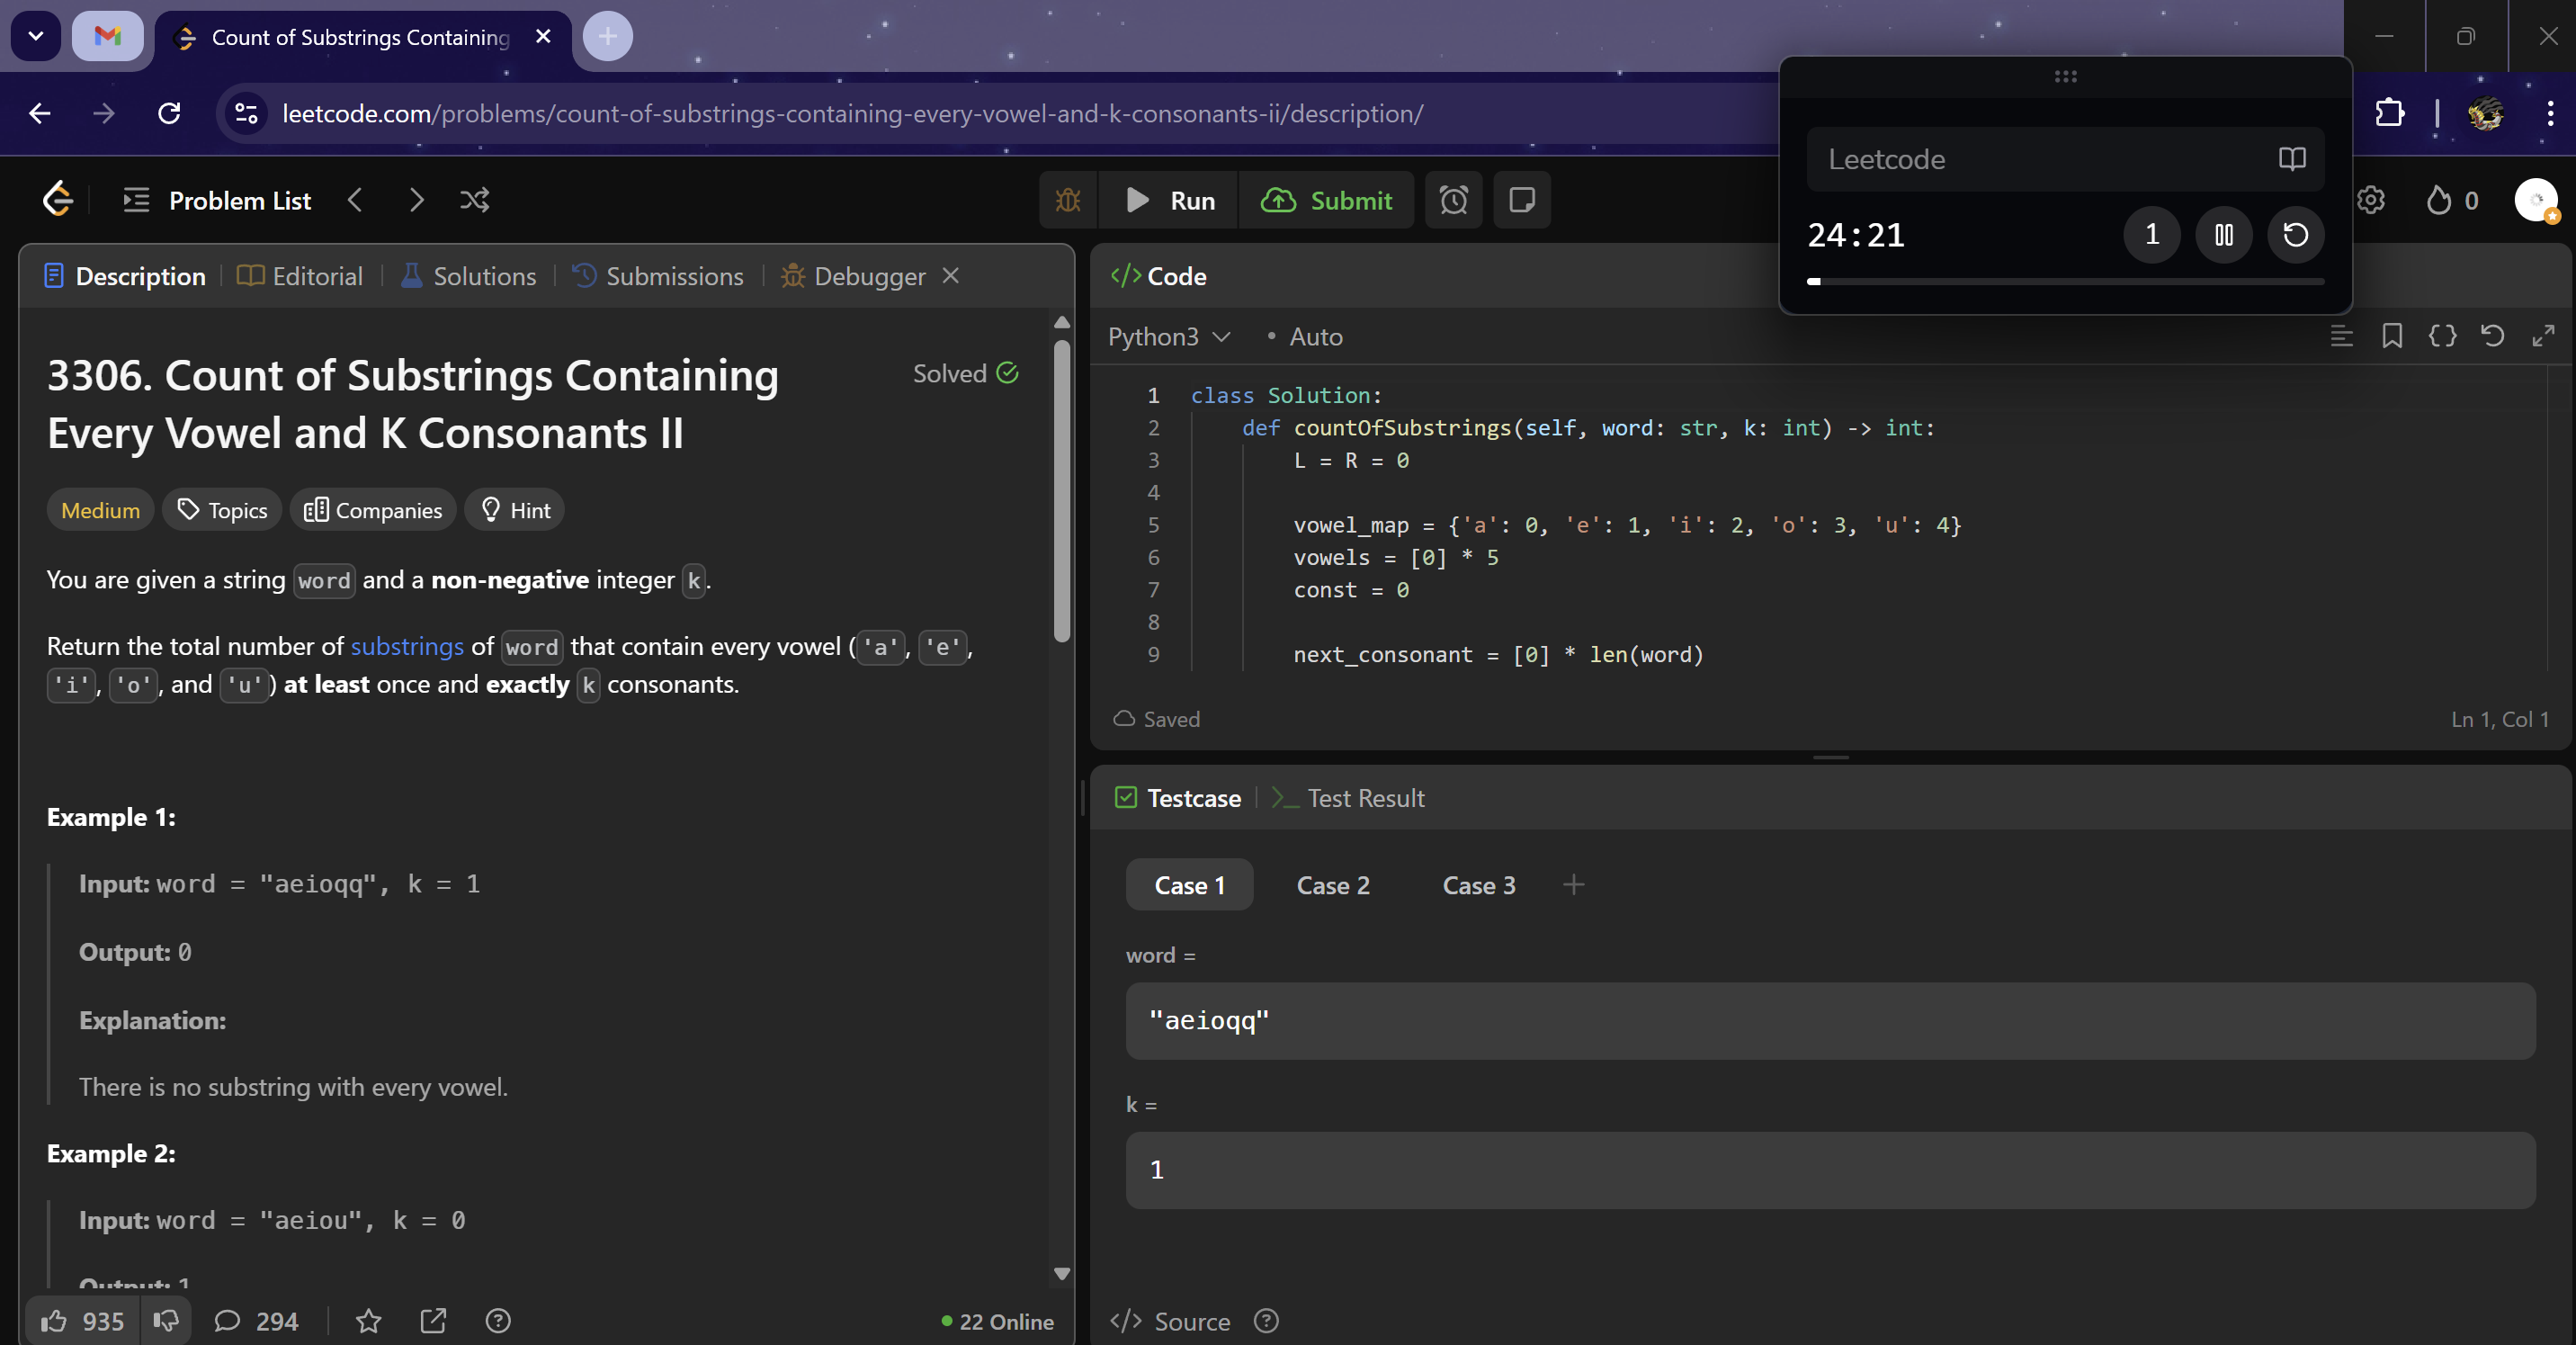 Count of Substrings Containing
leetcode.com/problems/count-of-substrings-containing-every-vowel-and-k-consonants-ii/description/
Leetcode
24:21
1
Problem List
Run
Submit
0
Description
Editorial
Solutions
Submissions
Debugger
3306. Count of Substrings Containing
Every Vowel and K Consonants II
Solved
Medium
Topics
Companies
Hint
You are given a string word and a non-negative integer k.
Return the total number of substrings of word that contain every vowel ('a', 'e',
'i', 'o', and 'u') at least once and exactly k consonants.
Example 1:
Input: word = "aeioqq", k = 1
Output: 0
Explanation:
There is no substring with every vowel.
Example 2:
Input: word = "aeiou", k = 0
Output: 1
935
294
22 Online
</> Code
Python3
• Auto
1 class Solution:
2 def countOfSubstrings(self, word: str, k: int) -> int:
3 L = R = 0
4
5 vowel_map = {'a': 0, 'e': 1, 'i': 2, 'o': 3, 'u': 4}
6 vowels = [0] * 5
7 const = 0
8
9 next_consonant = [0] * len(word)
Saved
Ln 1, Col 1
Testcase
Test Result
Case 1
Case 2
Case 3
word =
"aeioqq"
k =
1
</> Source